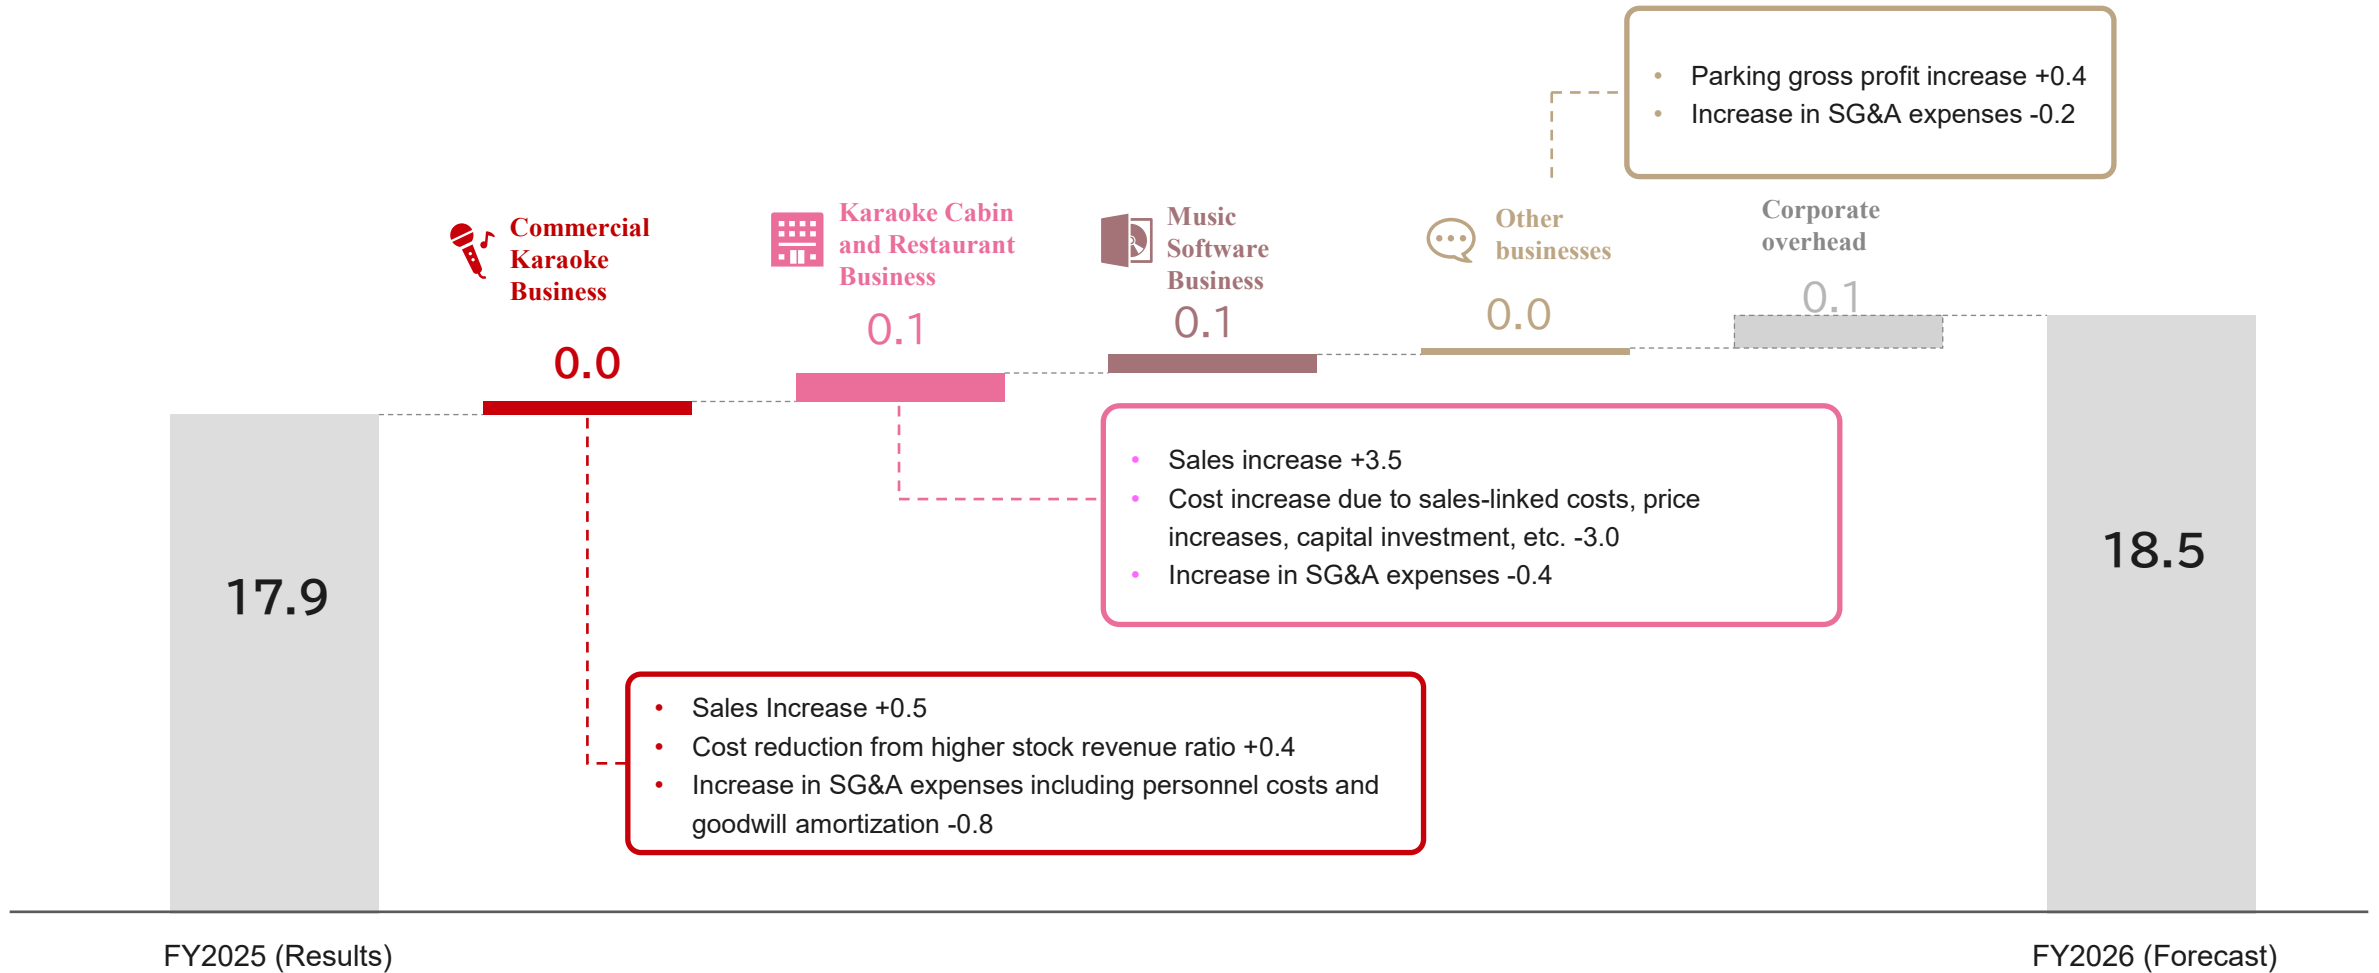 • Parking gross profit increase +0.4
• Increase in SG&A expenses -0.2
Commercial
Karaoke
Business
0.0
Karaoke Cabin
and Restaurant
Business
0.1
Music
Software
Business
0.1
Other
businesses
0.0
Corporate
overhead
0.1
• Sales increase +3.5
• Cost increase due to sales-linked costs, price
increases, capital investment, etc. -3.0
• Increase in SG&A expenses -0.4
17.9
18.5
• Sales Increase +0.5
• Cost reduction from higher stock revenue ratio +0.4
• Increase in SG&A expenses including personnel costs and
goodwill amortization -0.8
FY2025 (Results)
FY2026 (Forecast)